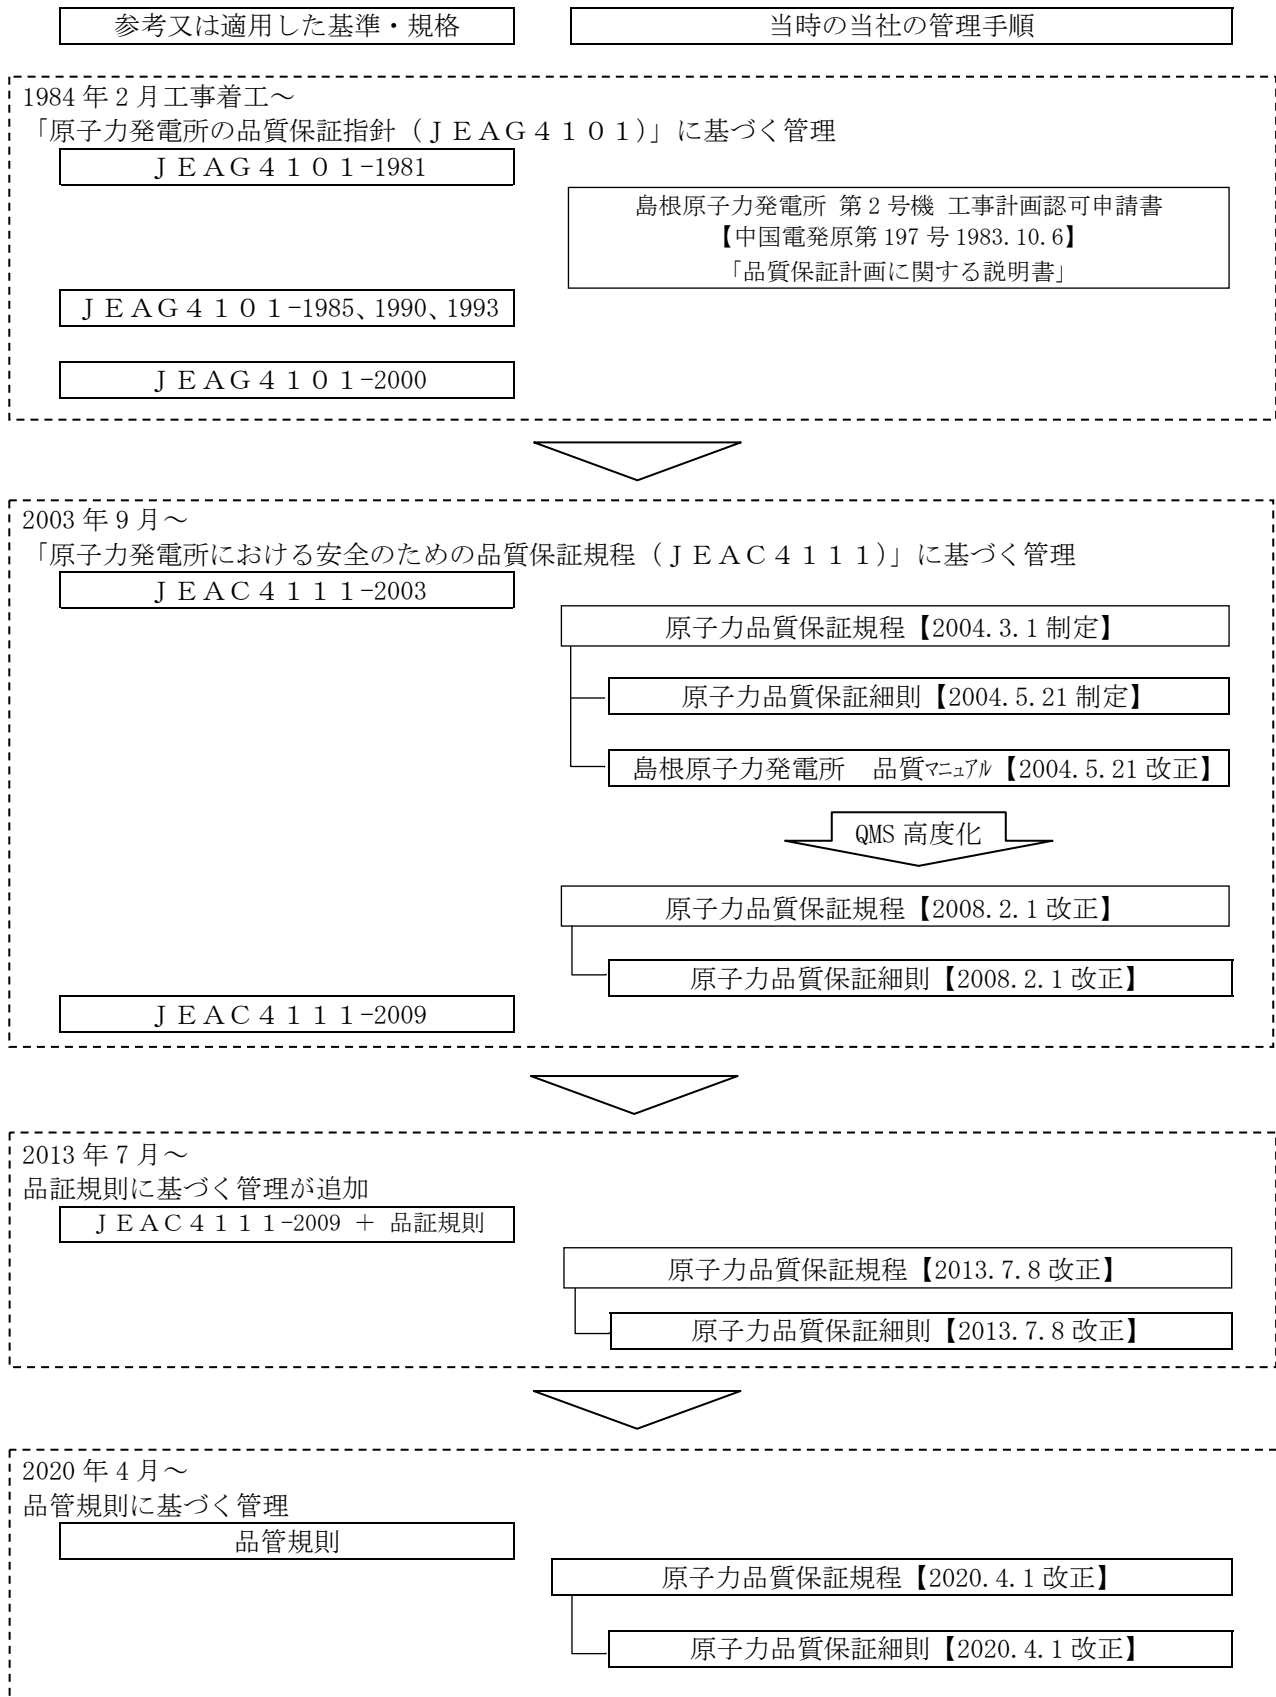 参考又は適用した基準・規格
当時の当社の管理手順
1984年2月工事着工～
「原子力発電所の品質保証指針（ＪＥＡＧ４１０１）」に基づく管理
ＪＥＡＧ４１０１-1981
島根原子力発電所 第2号機 工事計画認可申請書
【中国電発原第197号1983.10.6】
「品質保証計画に関する説明書」
ＪＥＡＧ４１０１-1985、1990、1993
ＪＥＡＧ４１０１-2000
2003年9月～
「原子力発電所における安全のための品質保証規程（ＪＥＡＣ４１１１）」に基づく管理
ＪＥＡＣ４１１１-2003
原子力品質保証規程【2004.3.1制定】
原子力品質保証細則【2004.5.21制定】
島根原子力発電所　品質ﾏﾆｭｱﾙ【2004.5.21改正】
QMS高度化
原子力品質保証規程【2008.2.1改正】
原子力品質保証細則【2008.2.1改正】
ＪＥＡＣ４１１１-2009
2013年7月～
品証規則に基づく管理が追加
ＪＥＡＣ４１１１-2009 ＋ 品証規則
原子力品質保証規程【2013.7.8改正】
原子力品質保証細則【2013.7.8改正】
2020年4月～
品管規則に基づく管理
品管規則
原子力品質保証規程【2020.4.1改正】
原子力品質保証細則【2020.4.1改正】